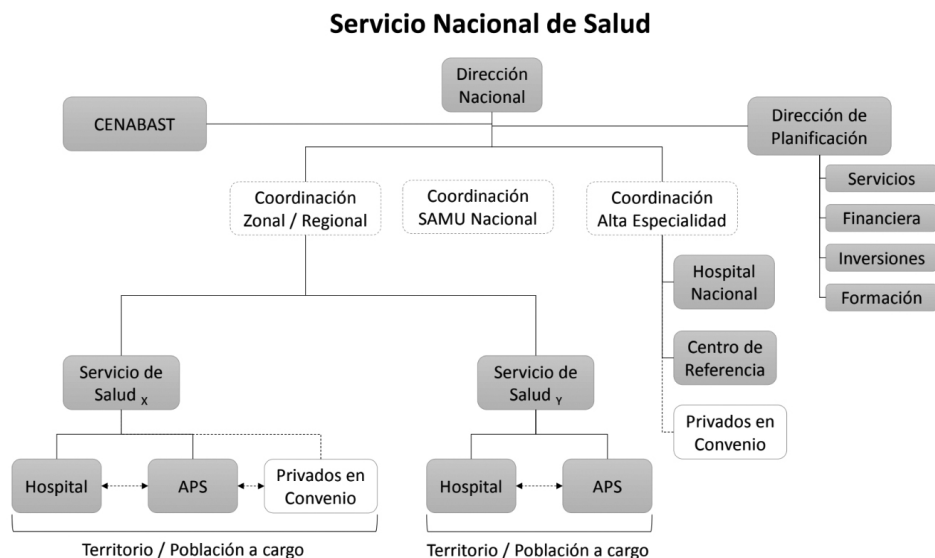 Servicio Nacional de Salud
Dirección
Nacional
CENABAST
Dirección de
Planificación
Servicios
Financiera
Inversiones
Formación
Coordinación
Zonal / Regional
Coordinación
SAMU Nacional
Coordinación
Alta Especialidad
Hospital
Nacional
Centro de
Referencia
Privados en
Convenio
Servicio de
Salud X
Servicio de
Salud Y
Hospital
APS
Privados en
Convenio
Hospital
APS
Territorio / Población a cargo
Territorio / Población a cargo